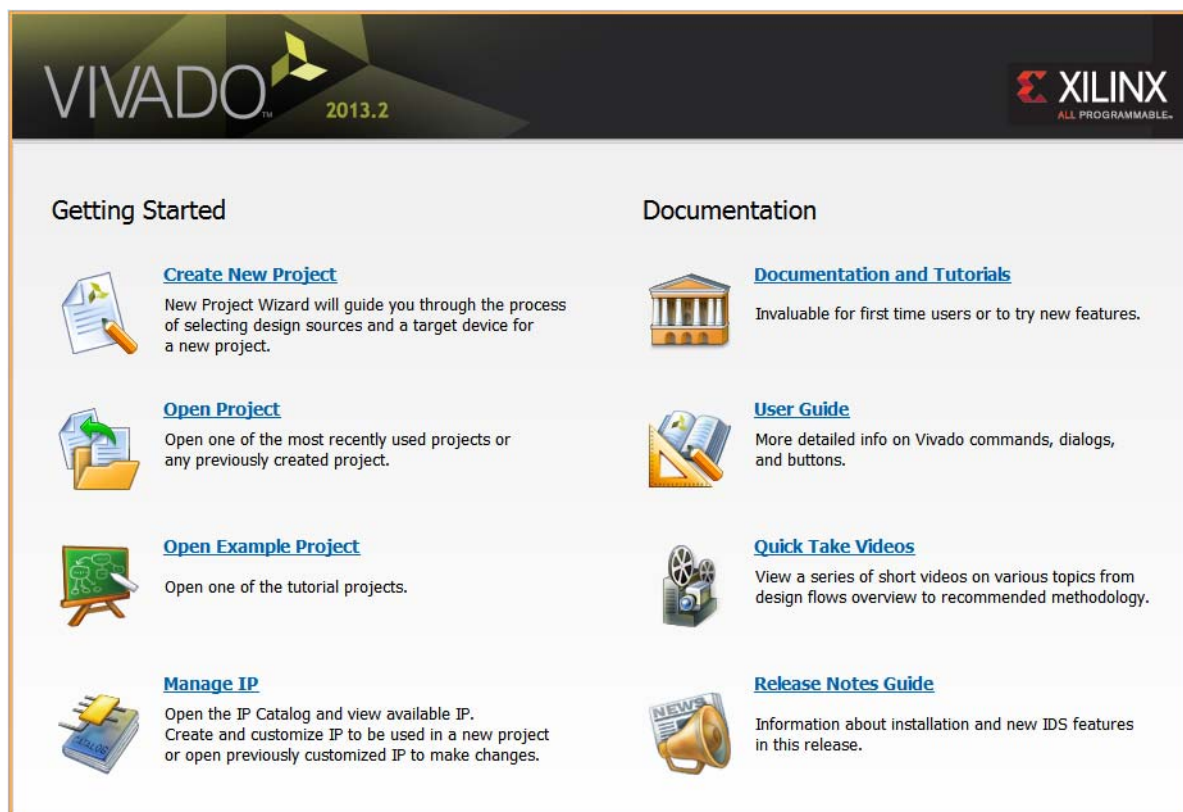 VIVADO™ 2013.2
XILINX
ALL PROGRAMMABLE™
Getting Started
Create New Project
New Project Wizard will guide you through the process
of selecting design sources and a target device for
a new project.
Open Project
Open one of the most recently used projects or
any previously created project.
Open Example Project
Open one of the tutorial projects.
Manage IP
Open the IP Catalog and view available IP.
Create and customize IP to be used in a new project
or open previously customized IP to make changes.
CATALOG
Documentation
Documentation and Tutorials
Invaluable for first time users or to try new features.
User Guide
More detailed info on Vivado commands, dialogs,
and buttons.
Quick Take Videos
View a series of short videos on various topics from
design flows overview to recommended methodology.
Release Notes Guide
Information about installation and new IDS features
in this release.
NEWS